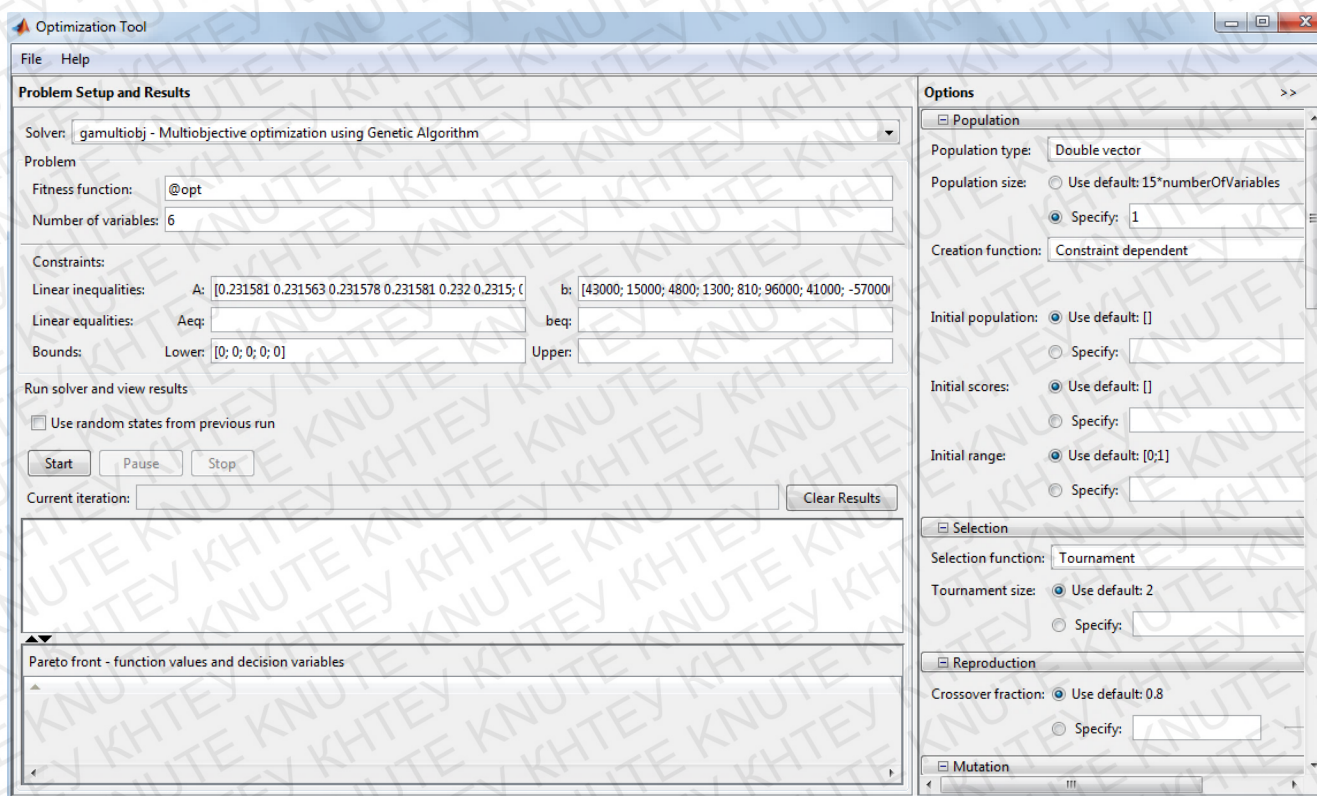 Optimization Tool
File Help
Problem Setup and Results
Solver: gamultiobj - Multiobjective optimization using Genetic Algorithm
Problem
Fitness function: @opt
Number of variables: 6
Constraints:
Linear inequalities: A: [0.231581 0.231563 0.231578 0.231581 0.232 0.2315; b: [43000; 15000; 4800; 1300; 810; 96000; 41000;
Linear equalities: Aeq: beq:
Bounds: Lower: [0; 0; 0; 0; 0] Upper:
Run solver and view results
Use random states from previous run
Start Pause Stop
Current iteration: Clear Results
Pareto front - function values and decision variables
Options >>
Population
Population type: Double vector
Population size: Use default: 15*numberOfVariables
Specify: 1
Creation function: Constraint dependent
Initial population: Use default: []
Specify:
Initial scores: Use default: []
Specify:
Initial range: Use default: [0;1]
Specify:
Selection
Selection function: Tournament
Tournament size: Use default: 2
Specify:
Reproduction
Crossover fraction: Use default: 0.8
Specify:
Mutation